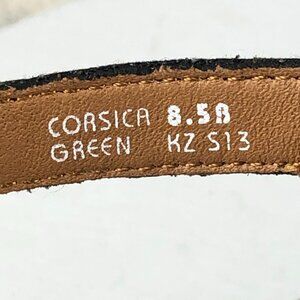 CORSICA 8.5B
GREEN KZ S13